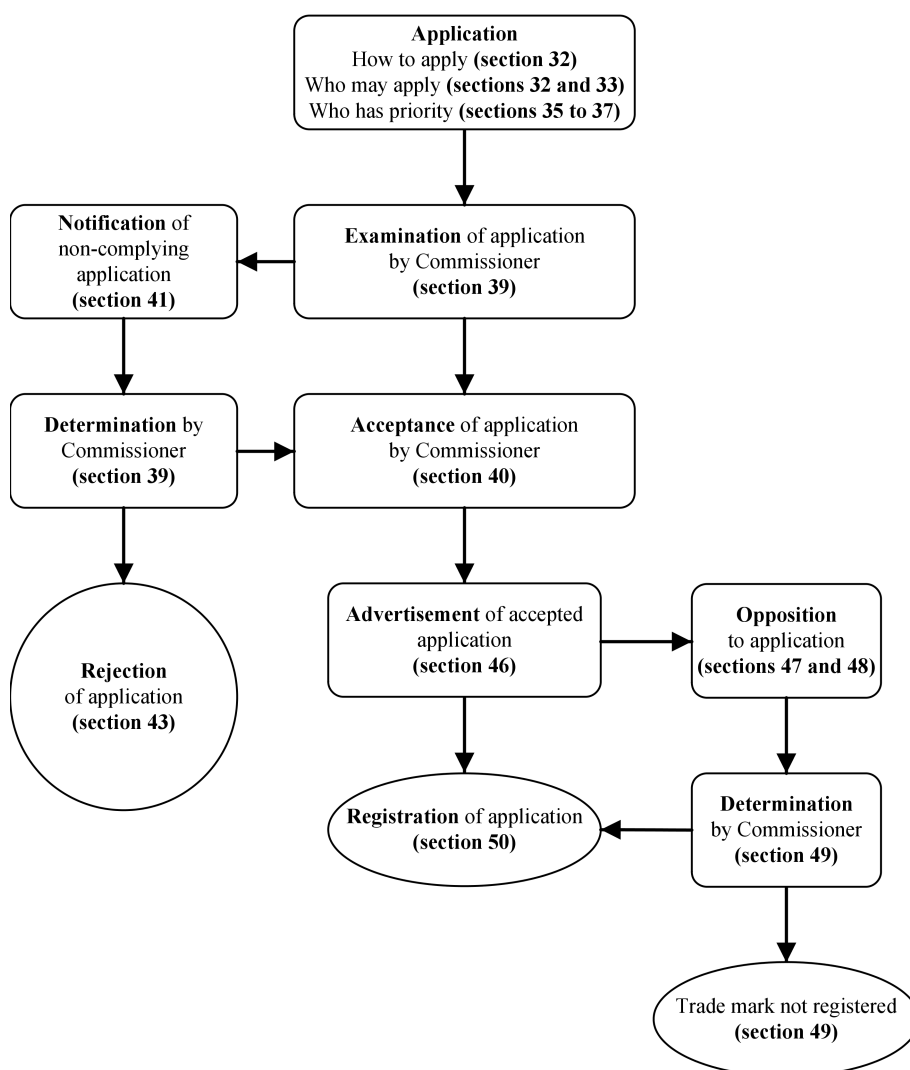 Application
How to apply (section 32)
Who may apply (sections 32 and 33)
Who has priority (sections 35 to 37)
Notification of
non-complying
application
(section 41)
Examination of application
by Commissioner
(section 39)
Determination by
Commissioner
(section 39)
Acceptance of application
by Commissioner
(section 40)
Rejection
of application
(section 43)
Advertisement of accepted
application
(section 46)
Opposition
to application
(sections 47 and 48)
Registration of application
(section 50)
Determination
by Commissioner
(section 49)
Trade mark not registered
(section 49)